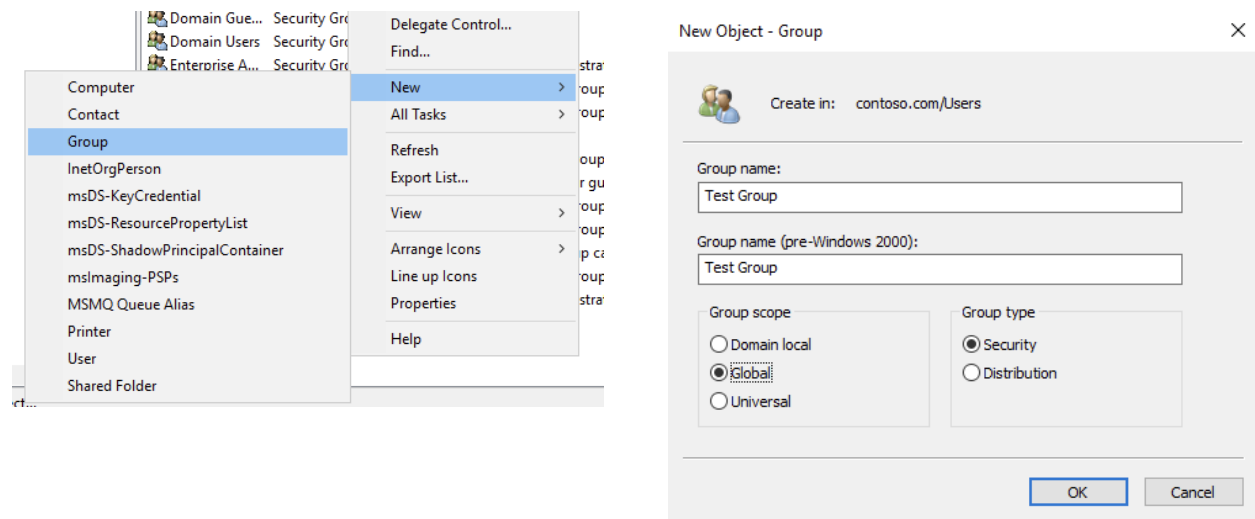 Domain Gue... Security Gro
Domain Users Security Gro
Enterprise A... Security Gro
Computer
Contact
Group
InetOrgPerson
msDS-KeyCredential
msDS-ResourcePropertyList
msDS-ShadowPrincipalContainer
msImaging-PSPs
MSMQ Queue Alias
Printer
User
Shared Folder
Delegate Control...
Find...
New
All Tasks
Refresh
Export List...
View
Arrange Icons
Line up Icons
Properties
Help
New Object - Group
Create in: contoso.com/Users
Group name:
Test Group
Group name (pre-Windows 2000):
Test Group
Group scope
Domain local
Global
Universal
Group type
Security
Distribution
OK
Cancel